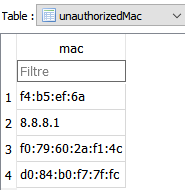 Table : unauthorizedMac
mac
Filtre
1 f4:b5:ef:6a
2 8.8.8.1
3 f0:79:60:2a:f1:4c
4 d0:84:b0:f7:7f:fc